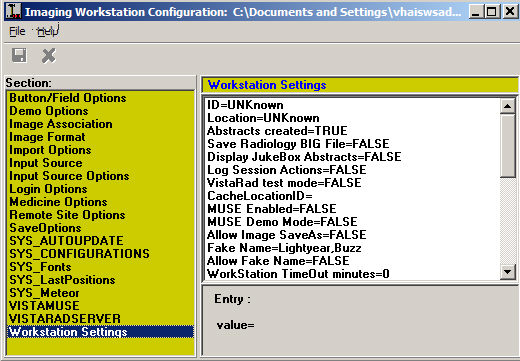 Imaging Workstation Configuration: C:\Documents and Settings\vhaiswsad...
File Help
Section:
Button/Field Options
Demo Options
Image Association
Image Format
Import Options
Input Source
Input Source Options
Login Options
Medicine Options
Remote Site Options
SaveOptions
SYS_AUTOUPDATE
SYS_CONFIGURATIONS
SYS_Fonts
SYS_LastPositions
SYS_Meteor
VISTAMUSE
VISTARADSERVER
Workstation Settings
Workstation Settings
ID=UNKnown
Location=UNKnown
Abstracts created=TRUE
Save Radiology BIG File=FALSE
Display JukeBox Abstracts=FALSE
Log Session Actions=FALSE
VistaRad test mode=FALSE
CacheLocationID=
MUSE Enabled=FALSE
MUSE Demo Mode=FALSE
Allow Image SaveAs=FALSE
Fake Name=Lightyear,Buzz
Allow Fake Name=FALSE
WorkStation TimeOut minutes=0
Entry :
value=